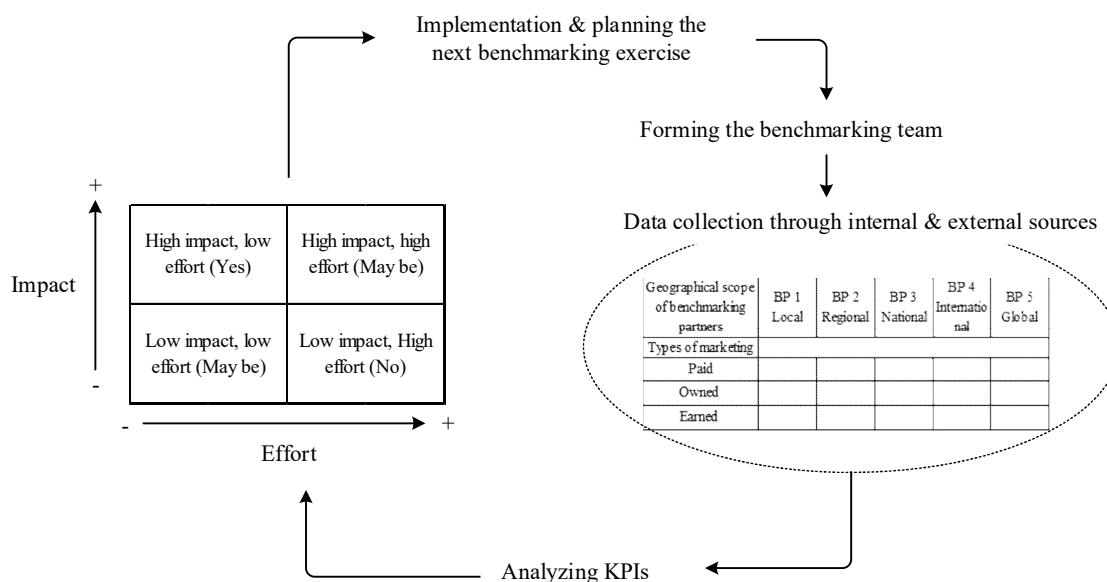 Implementation & planning the
next benchmarking exercise
Forming the benchmarking team
Data collection through internal & external sources
Geographical scope
of benchmarking
partners
BP 1
Local
BP 2
Regional
BP 3
National
BP 4
Internatio
nal
BP 5
Global
Types of marketing
Paid
Owned
Earned
Analyzing KPIs
+
Impact
-
High impact, low
effort (Yes)
High impact, high
effort (May be)
Low impact, low
effort (May be)
Low impact, High
effort (No)
-
+
Effort